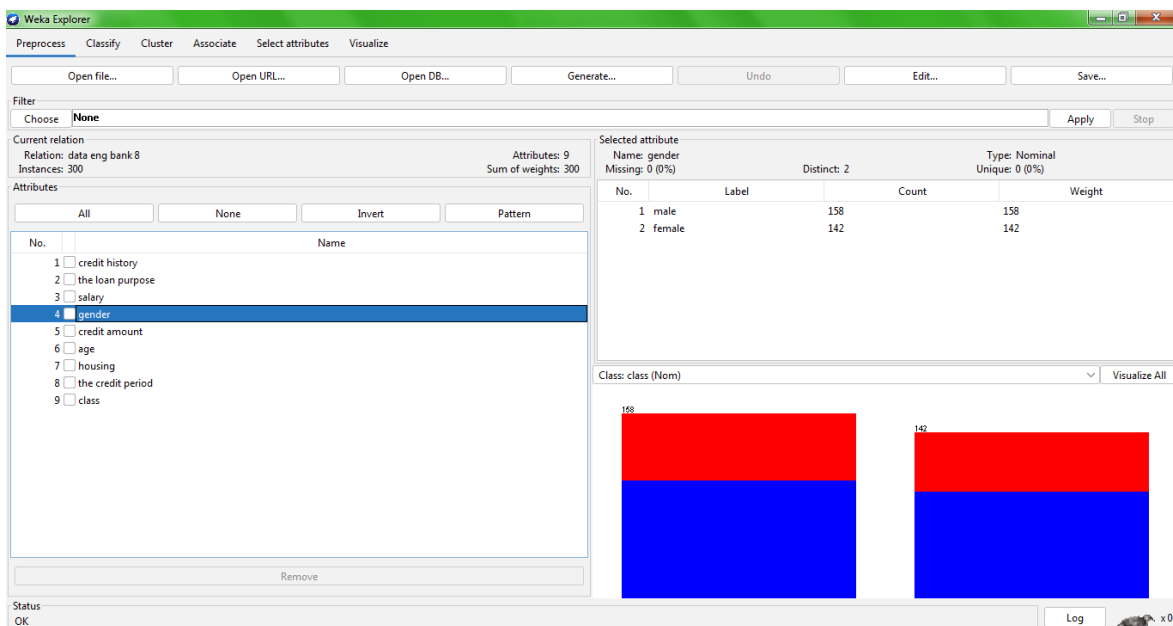 Weka Explorer
Preprocess Classify Cluster Associate Select attributes Visualize
Open file... Open URL... Open DB... Generate... Undo Edit... Save...
Filter
Choose None Apply Stop
Current relation
Relation: data eng bank 8 Attributes: 9
Instances: 300 Sum of weights: 300
Attributes
All None Invert Pattern
No. Name
1 credit history
2 the loan purpose
3 salary
4 gender
5 credit amount
6 age
7 housing
8 the credit period
9 class
Remove
Selected attribute
Name: gender Type: Nominal
Missing: 0 (0%) Distinct: 2 Unique: 0 (0%)
No. Label Count Weight
1 male 158 158
2 female 142 142
Class: class (Nom) Visualize All
158
142
Status
OK
Log x 0